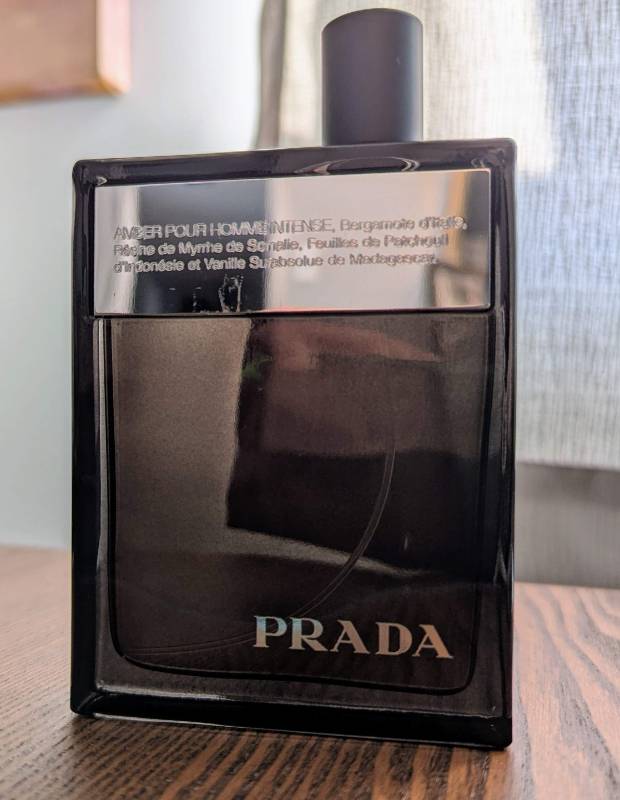 AMBER POUR HOMME INTENSE, Bergamote d'Italie,
Résine de Myrrhe de Somalie, Feuilles de Patchouli
d'Indonésie et Vanille Surabsolue de Madagascar.
PRADA